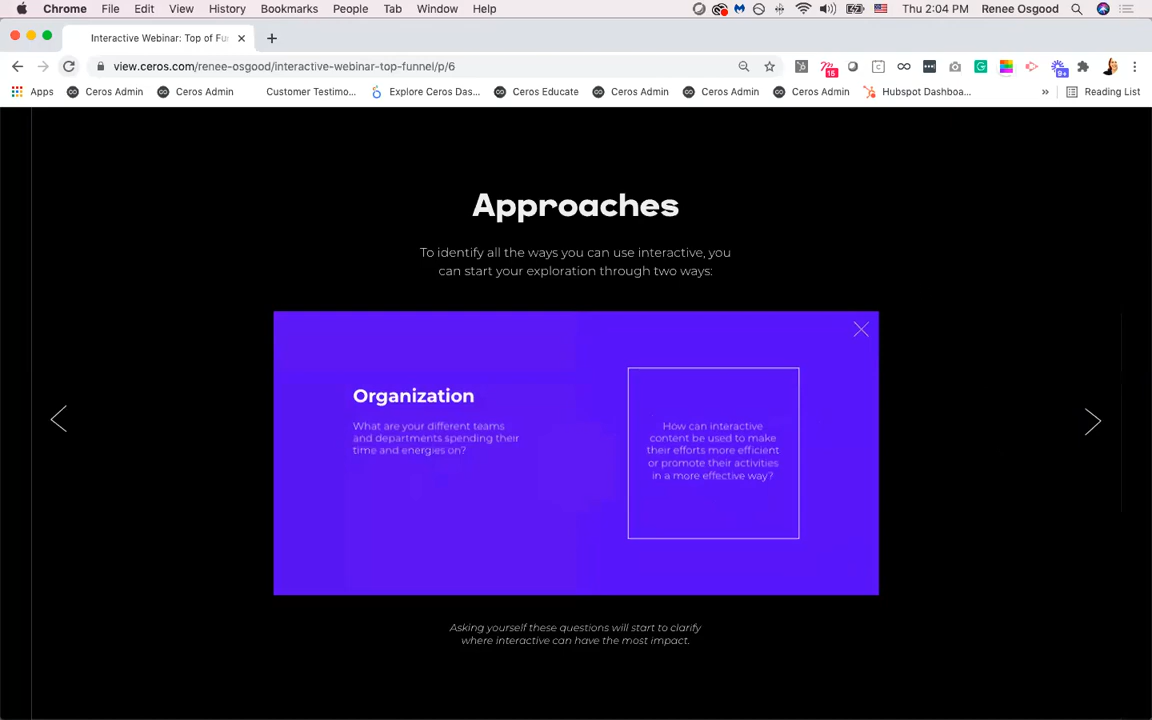 Chrome File Edit View History Bookmarks People Tab Window Help Thu 2:04 PM Renee Osgood
Interactive Webinar: Top of Fu
view.ceros.com/renee-osgood/interactive-webinar-top-funnel/p/6
15
9+
Apps Ceros Admin Ceros Admin Customer Testimo... Explore Ceros Das... Ceros Educate Ceros Admin Ceros Admin Ceros Admin Hubspot Dashboa... » Reading List
Approaches
To identify all the ways you can use interactive, you
can start your exploration through two ways:
Organization
What are your different teams
and departments spending their
time and energies on?
How can interactive
content be used to make
their efforts more efficient
or promote their activities
in a more effective way?
Asking yourself these questions will start to clarify
where interactive can have the most impact.